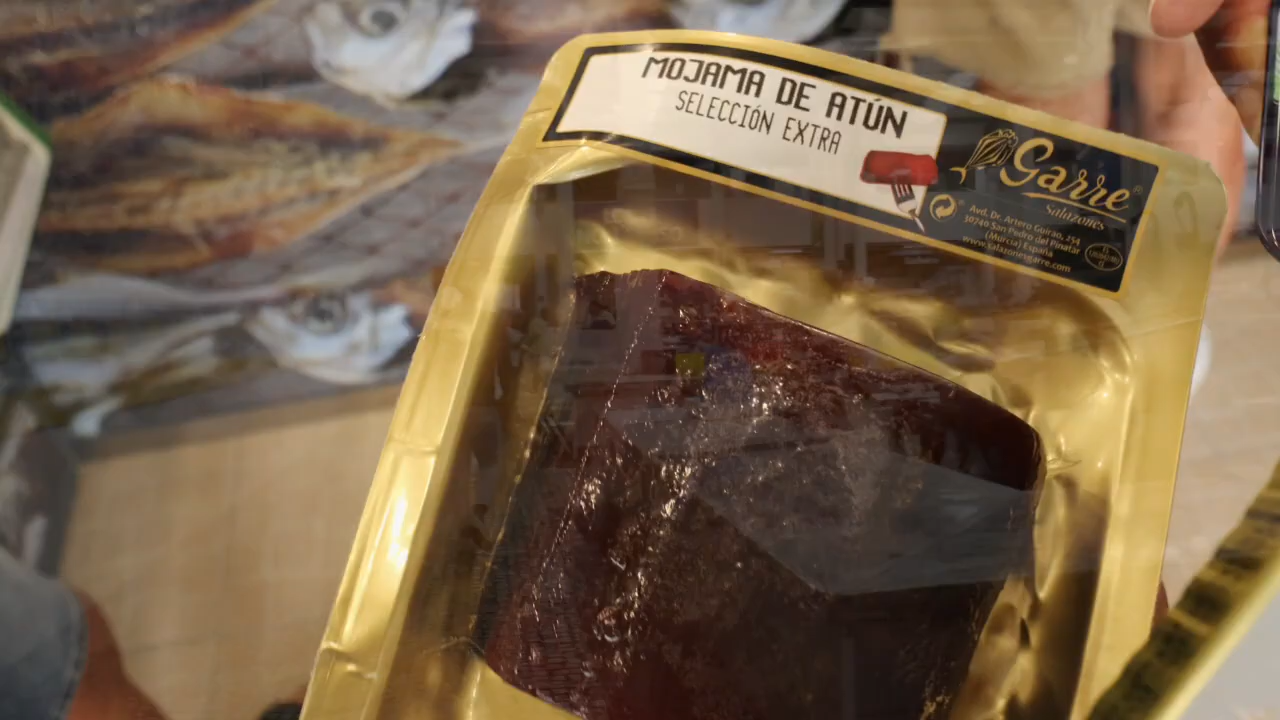 MOJAMA DE ATÚN
SELECCIÓN EXTRA
Garre®
Salazones
Avd. Dr. Artero Guirao, 254
30740 San Pedro del Pinatar
(Murcia) España
www.salazonesgarre.com